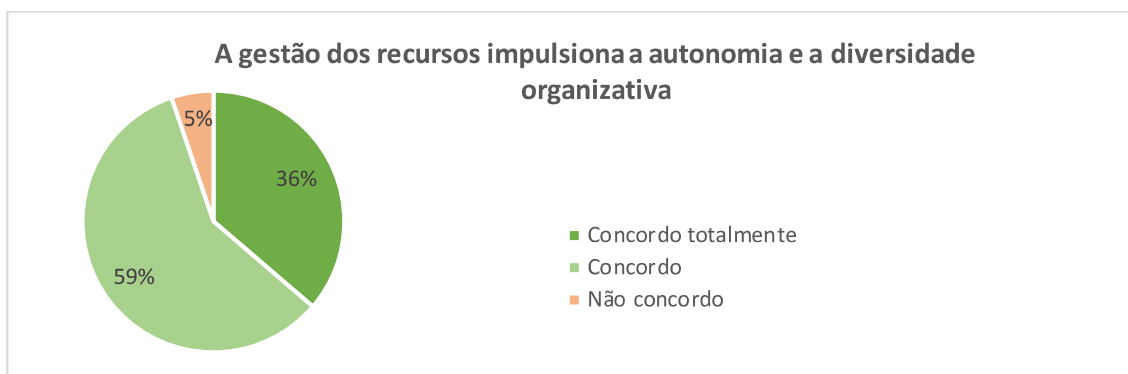 A gestão dos recursos impulsiona a autonomia e a diversidade
organizativa
5%
36%
59%
Concordo totalmente
Concordo
Não concordo